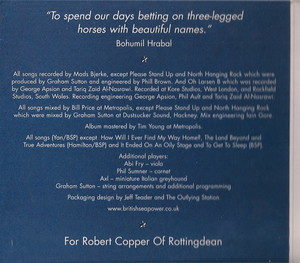 "To spend our days betting on three-legged
horses with beautiful names."
Bohumil Hrabal
All songs recorded by Mads Bjerke, except Please Stand Up and North Hanging Rock which were
produced by Graham Sutton and engineered by Phill Brown. And Oh Larsen B which was recorded
by George Apsion and Tariq Zaid Al-Nasrawi. Recorded at Kore Studios, West London, and Rockfield
Studios, South Wales. Recording engineering George Apsion, Phil Ault and Tariq Zaid Al-Nasrawi.
All songs mixed by Bill Price at Metropolis, except Please Stand Up and North Hanging Rock
which were mixed by Graham Sutton at Dustsucker Sound, Hackney. Mix engineering Iain Gore.
Album mastered by Tim Young at Metropolis.
All songs (Yan/BSP) except How Will I Ever Find My Way Home?, The Land Beyond and
True Adventures (Hamilton/BSP) and It Ended On An Oily Stage and To Get To Sleep (BSP)
Additional players:
Abi Fry – viola
Phil Sumner – cornet
Axl – miniature Italian greyhound
Graham Sutton – string arrangements and additional programming
Packaging design by Jeff Teader and The Outlying Station
www.britishseapower.co.uk
For Robert Copper Of Rottingdean